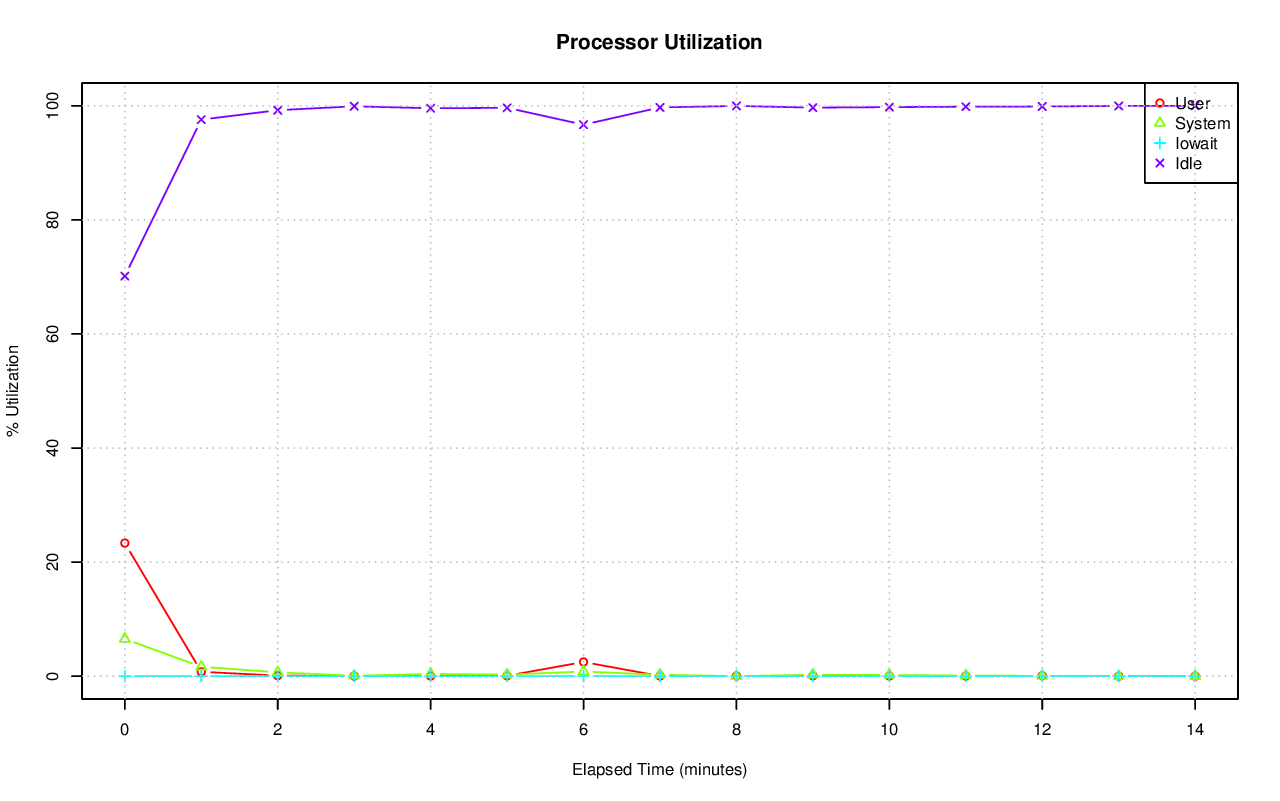 Processor Utilization
% Utilization
100
80
60
40
20
0
User
System
Iowait
Idle
0 2 4 6 8 10 12 14
Elapsed Time (minutes)